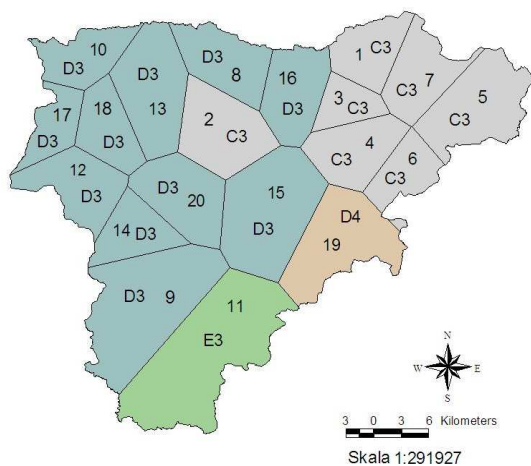 10 D3
D3 8
16 D3
1 C3
C3 7
5 C3
D3 13
17 D3
18 D3
2 C3
3 C3
4 C3
6 C3
12 D3
D3 20
15 D3
14 D3
D4 19
D3 9
11 E3
N
W E
S
3 0 3 6 Kilometers
Skala 1:291927